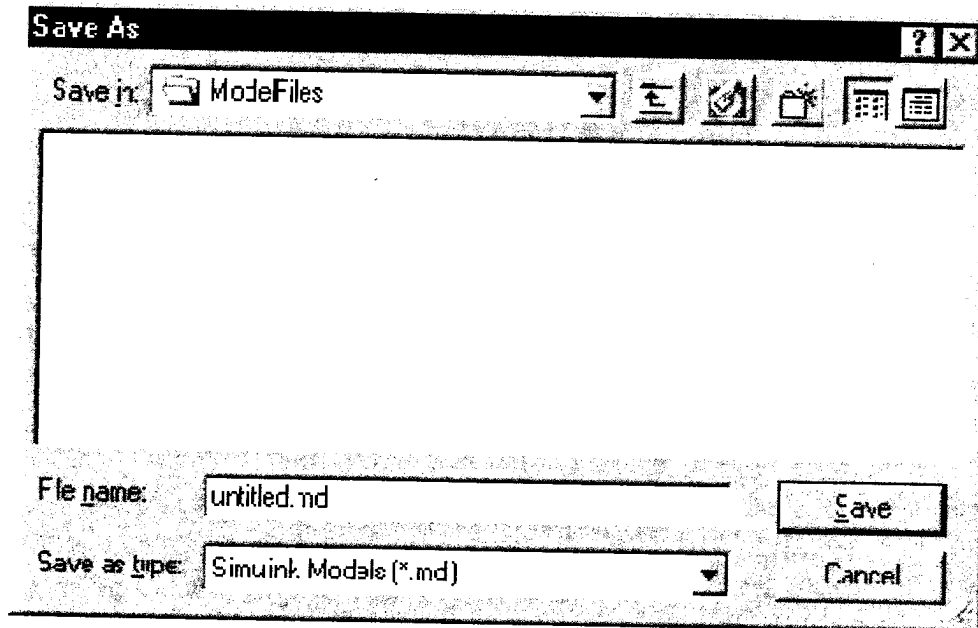 Save As
Save in: ModeFiles
File name: untitled.md
Save
Save as type: Simulink Models (*.md)
Cancel